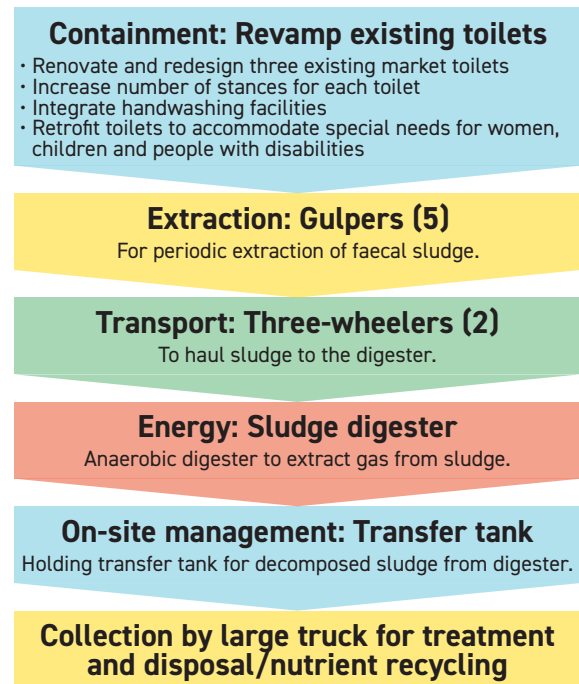 Containment: Revamp existing toilets
· Renovate and redesign three existing market toilets
· Increase number of stances for each toilet
· Integrate handwashing facilities
· Retrofit toilets to accommodate special needs for women,
children and people with disabilities
Extraction: Gulpers (5)
For periodic extraction of faecal sludge.
Transport: Three-wheelers (2)
To haul sludge to the digester.
Energy: Sludge digester
Anaerobic digester to extract gas from sludge.
On-site management: Transfer tank
Holding transfer tank for decomposed sludge from digester.
Collection by large truck for treatment
and disposal/nutrient recycling